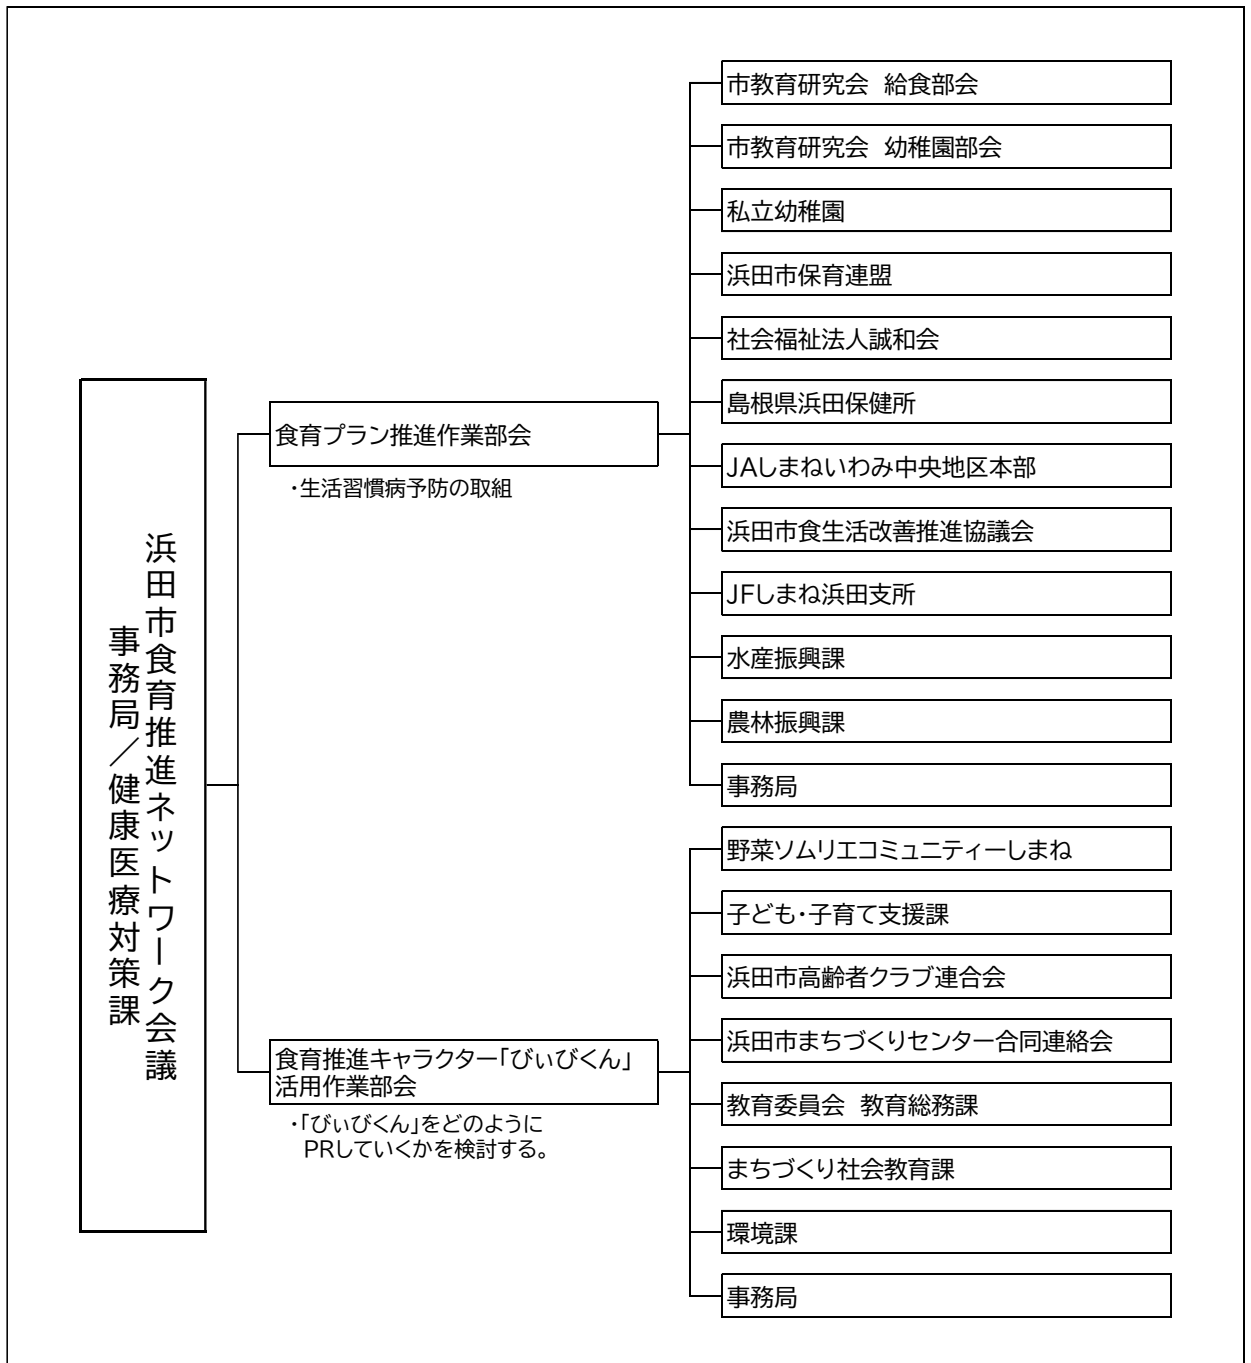 浜田市食育推進ネットワーク会議
事務局／健康医療対策課
食育プラン推進作業部会
・生活習慣病予防の取組
市教育研究会 給食部会
市教育研究会 幼稚園部会
私立幼稚園
浜田市保育連盟
社会福祉法人誠和会
島根県浜田保健所
JAしまねいわみ中央地区本部
浜田市食生活改善推進協議会
JFしまね浜田支所
水産振興課
農林振興課
事務局
食育推進キャラクター「びぃびくん」
活用作業部会
・「びぃびくん」をどのように
PRしていくかを検討する。
野菜ソムリエコミュニティーしまね
子ども・子育て支援課
浜田市高齢者クラブ連合会
浜田市まちづくりセンター合同連絡会
教育委員会 教育総務課
まちづくり社会教育課
環境課
事務局